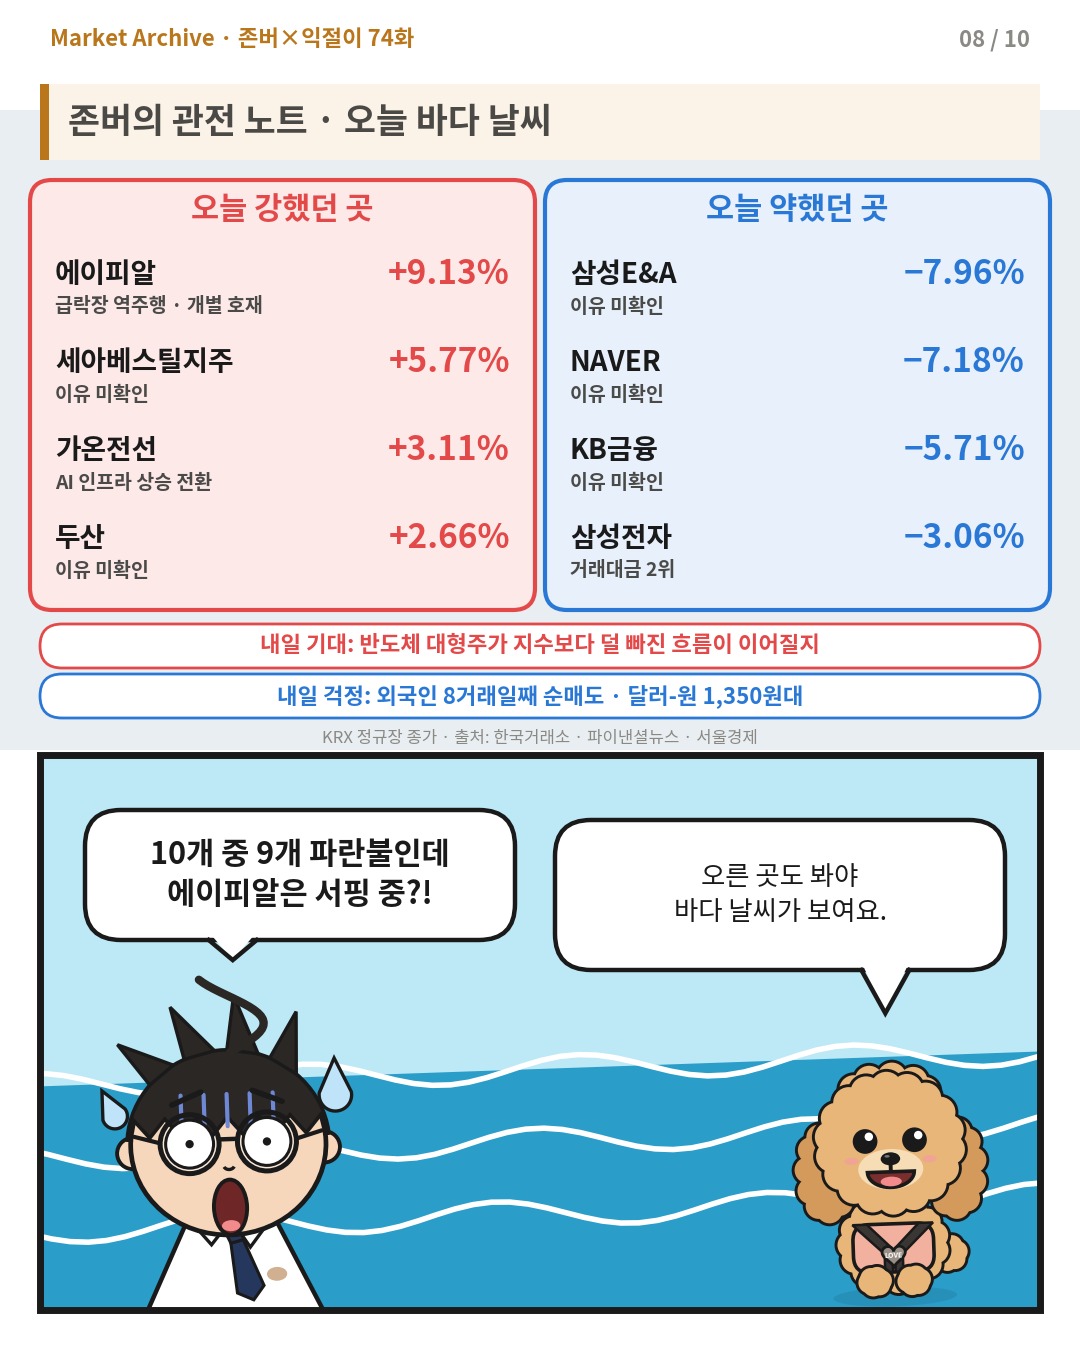 Market Archive · 존버×익절이 74화
08 / 10
존버의 관전 노트 · 오늘 바다 날씨
오늘 강했던 곳
에이피알 +9.13%
급락장 역주행 · 개별 호재
세아베스틸지주 +5.77%
이유 미확인
가온전선 +3.11%
AI 인프라 상승 전환
두산 +2.66%
이유 미확인
오늘 약했던 곳
삼성E&A −7.96%
이유 미확인
NAVER −7.18%
이유 미확인
KB금융 −5.71%
이유 미확인
삼성전자 −3.06%
거래대금 2위
내일 기대: 반도체 대형주가 지수보다 덜 빠진 흐름이 이어질지
내일 걱정: 외국인 8거래일째 순매도 · 달러-원 1,350원대
KRX 정규장 종가 · 출처: 한국거래소 · 파이낸셜뉴스 · 서울경제
10개 중 9개 파란불인데
에이피알은 서핑 중?!
오른 곳도 봐야
바다 날씨가 보여요.
LOVE